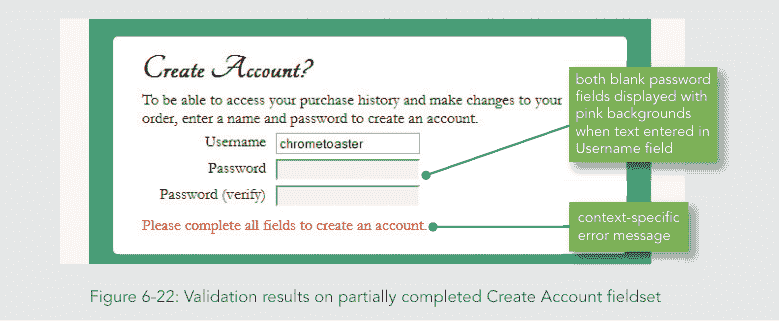 Create Account?
To be able to access your purchase history and make changes to your
order, enter a name and password to create an account.
Username chrometoaster
Password
Password (verify)
Please complete all fields to create an account.
both blank password
fields displayed with
pink backgrounds
when text entered in
Username field
context-specific
error message
Figure 6-22: Validation results on partially completed Create Account fieldset